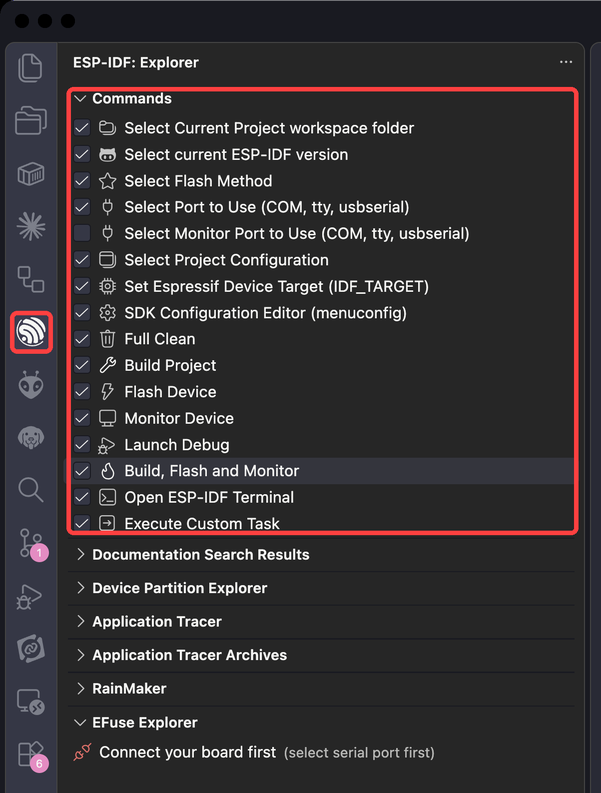 ESP-IDF: Explorer
Commands
Select Current Project workspace folder
Select current ESP-IDF version
Select Flash Method
Select Port to Use (COM, tty, usbserial)
Select Monitor Port to Use (COM, tty, usbserial)
Select Project Configuration
Set Espressif Device Target (IDF_TARGET)
SDK Configuration Editor (menuconfig)
Full Clean
Build Project
Flash Device
Monitor Device
Launch Debug
Build, Flash and Monitor
Open ESP-IDF Terminal
Execute Custom Task
1
Documentation Search Results
Device Partition Explorer
Application Tracer
Application Tracer Archives
RainMaker
EFuse Explorer
Connect your board first (select serial port first)
6